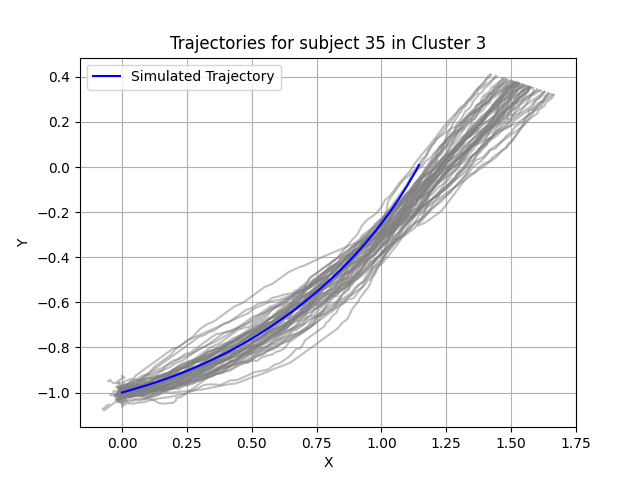 Trajectories for subject 35 in Cluster 3
Simulated Trajectory
0.4
0.2
0.0
−0.2
−0.4
−0.6
−0.8
−1.0
Y
0.00 0.25 0.50 0.75 1.00 1.25 1.50 1.75
X